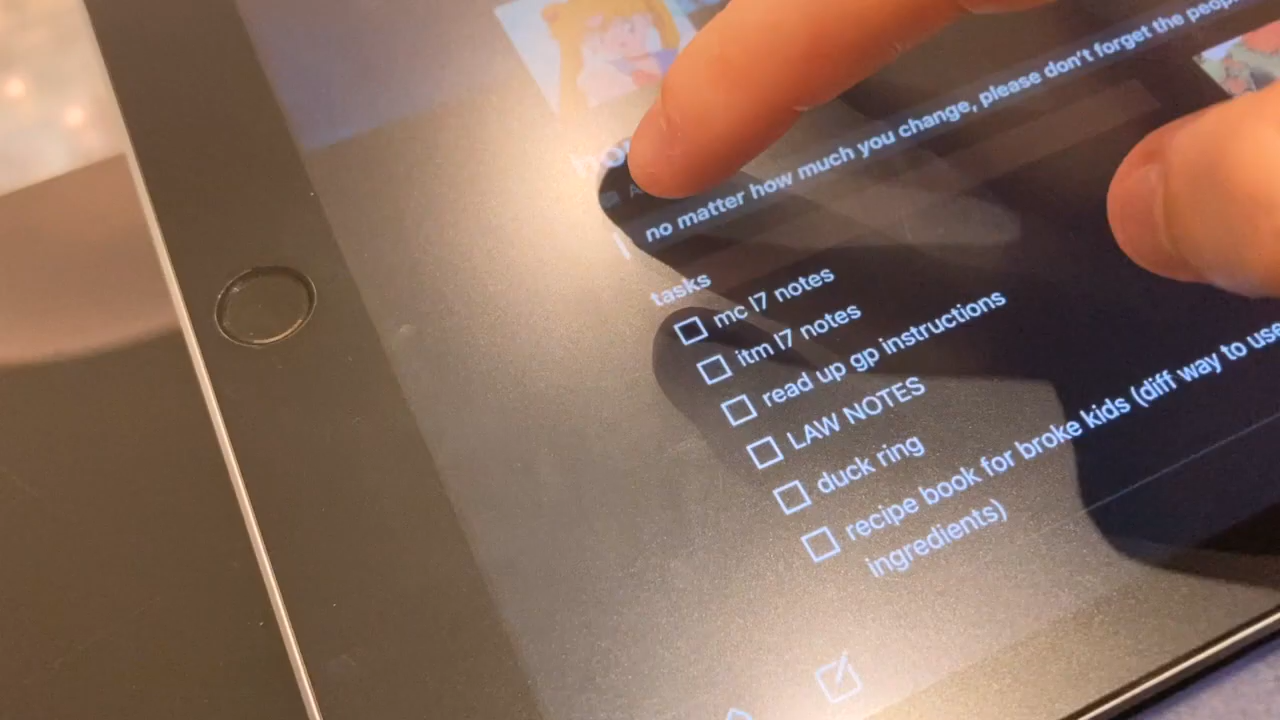 no matter how much you change, please don't forget the
tasks
mc l7 notes
itm l7 notes
read up gp instructions
LAW NOTES
duck ring
recipe book for broke kids (diff way to use
ingredients)